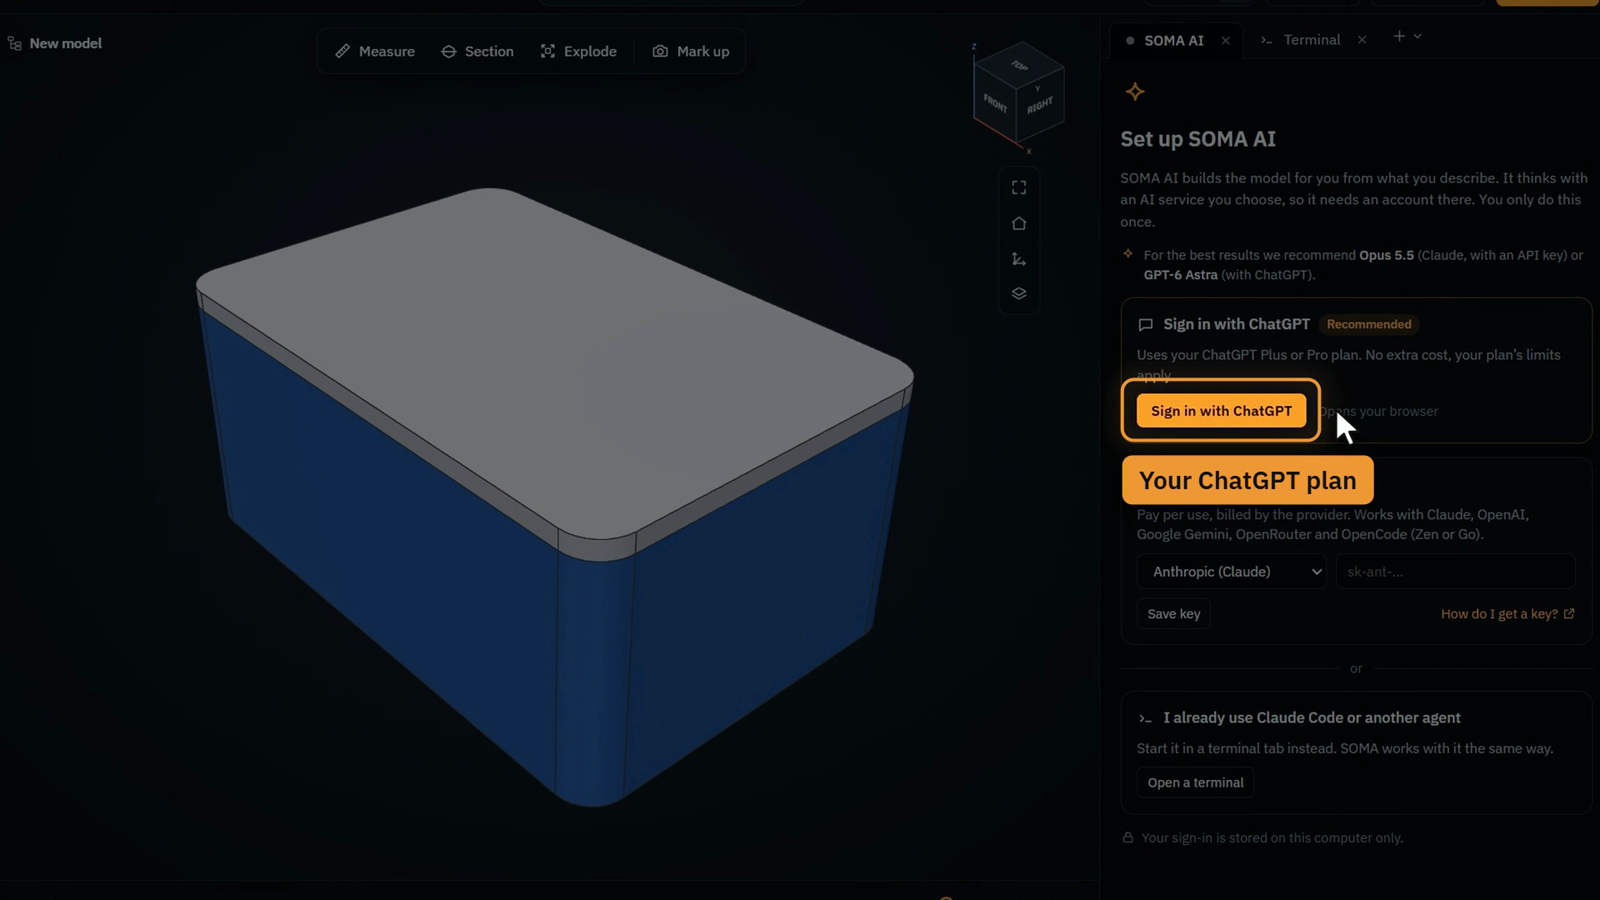 New model
Measure
Section
Explode
Mark up
Z
TOP
Y
FRONT
RIGHT
X
SOMA AI
Terminal
Set up SOMA AI
SOMA AI builds the model for you from what you describe. It thinks with
an AI service you choose, so it needs an account there. You only do this
once.
For the best results we recommend Opus 5.5 (Claude, with an API key) or
GPT-6 Astra (with ChatGPT).
Sign in with ChatGPT
Recommended
Uses your ChatGPT Plus or Pro plan. No extra cost, your plan's limits
apply.
Sign in with ChatGPT
Opens your browser
Your ChatGPT plan
Pay per use, billed by the provider. Works with Claude, OpenAI,
Google Gemini, OpenRouter and OpenCode (Zen or Go).
Anthropic (Claude)
sk-ant-...
Save key
How do I get a key?
or
I already use Claude Code or another agent
Start it in a terminal tab instead. SOMA works with it the same way.
Open a terminal
Your sign-in is stored on this computer only.